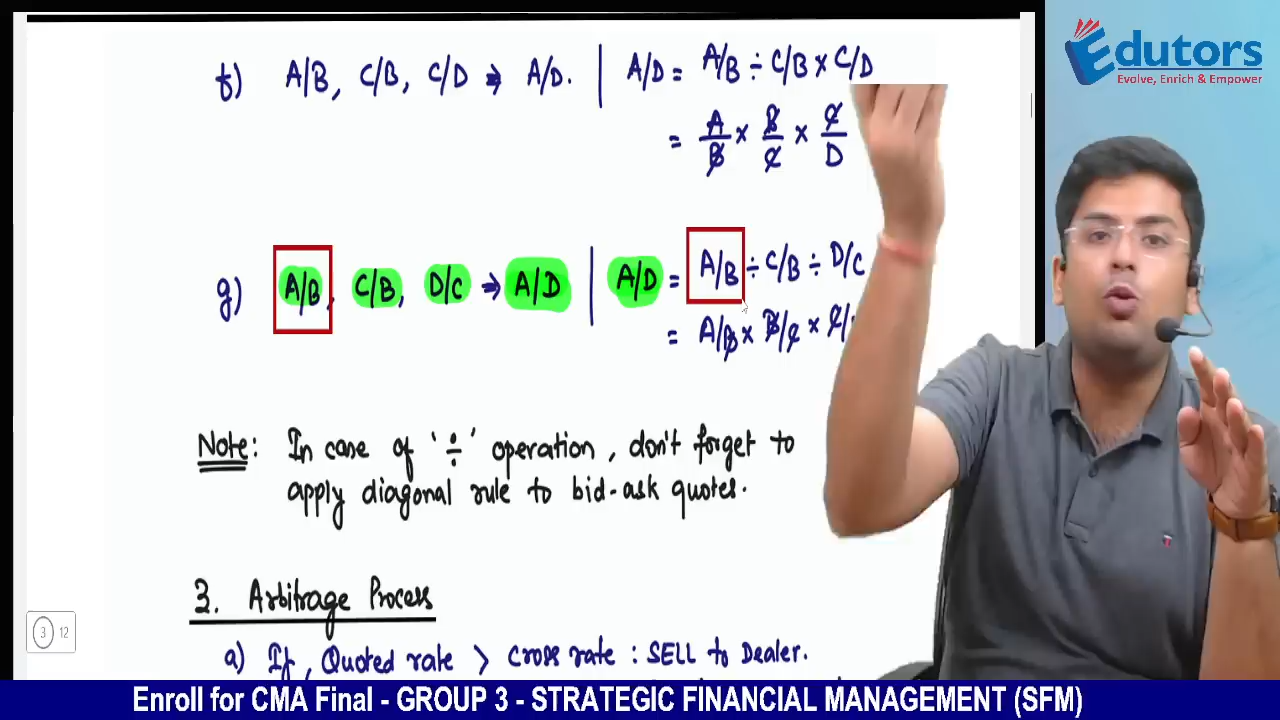 f) A/B, C/B, C/D → A/D. | A/D = A/B ÷ C/B × C/D
= A/B × B/C × C/D
g) A/B, C/B, D/C → A/D | A/D = A/B ÷ C/B ÷ D/C
= A/B × B/C × C/
Note: In case of '÷' operation, don't forget to
apply diagonal rule to bid-ask quotes.
3. Arbitrage Process
a) If, Quoted rate > Cross rate : SELL to Dealer.
3 12
Edutors
Evolve, Enrich & Empower
Enroll for CMA Final - GROUP 3 - STRATEGIC FINANCIAL MANAGEMENT (SFM)